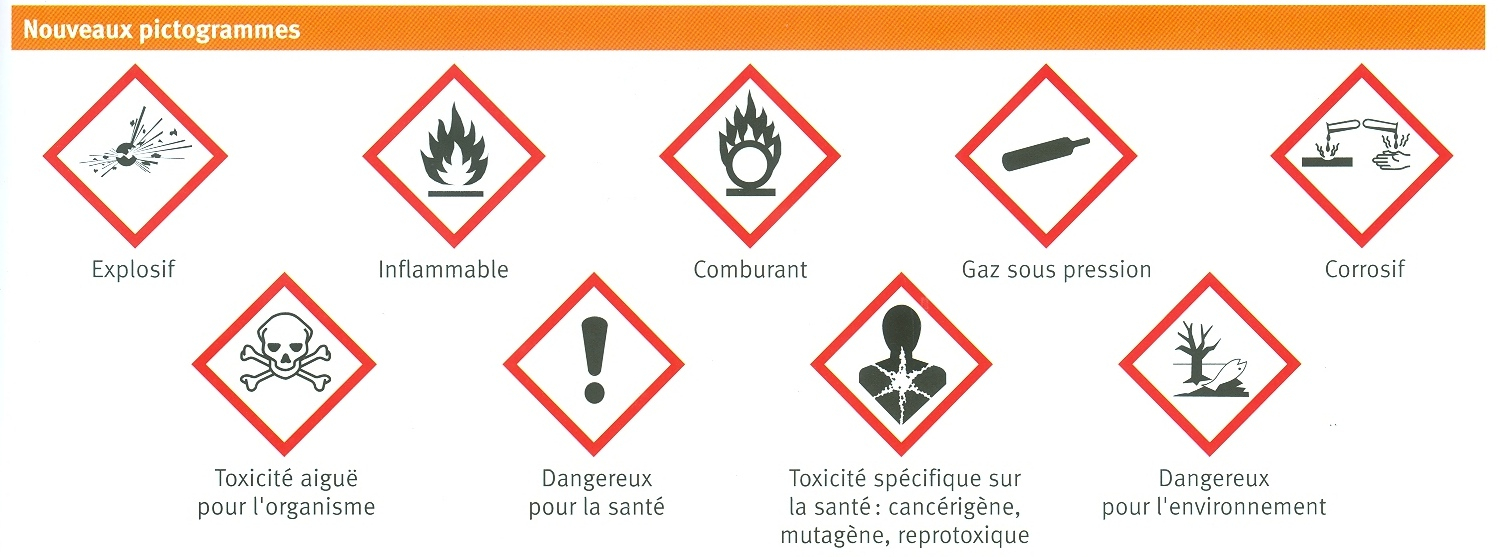 Nouveaux pictogrammes
Explosif
Inflammable
Comburant
Gaz sous pression
Corrosif
Toxicité aiguë
pour l'organisme
Dangereux
pour la santé
Toxicité spécifique sur
la santé : cancérigène,
mutagène, reprotoxique
Dangereux
pour l'environnement